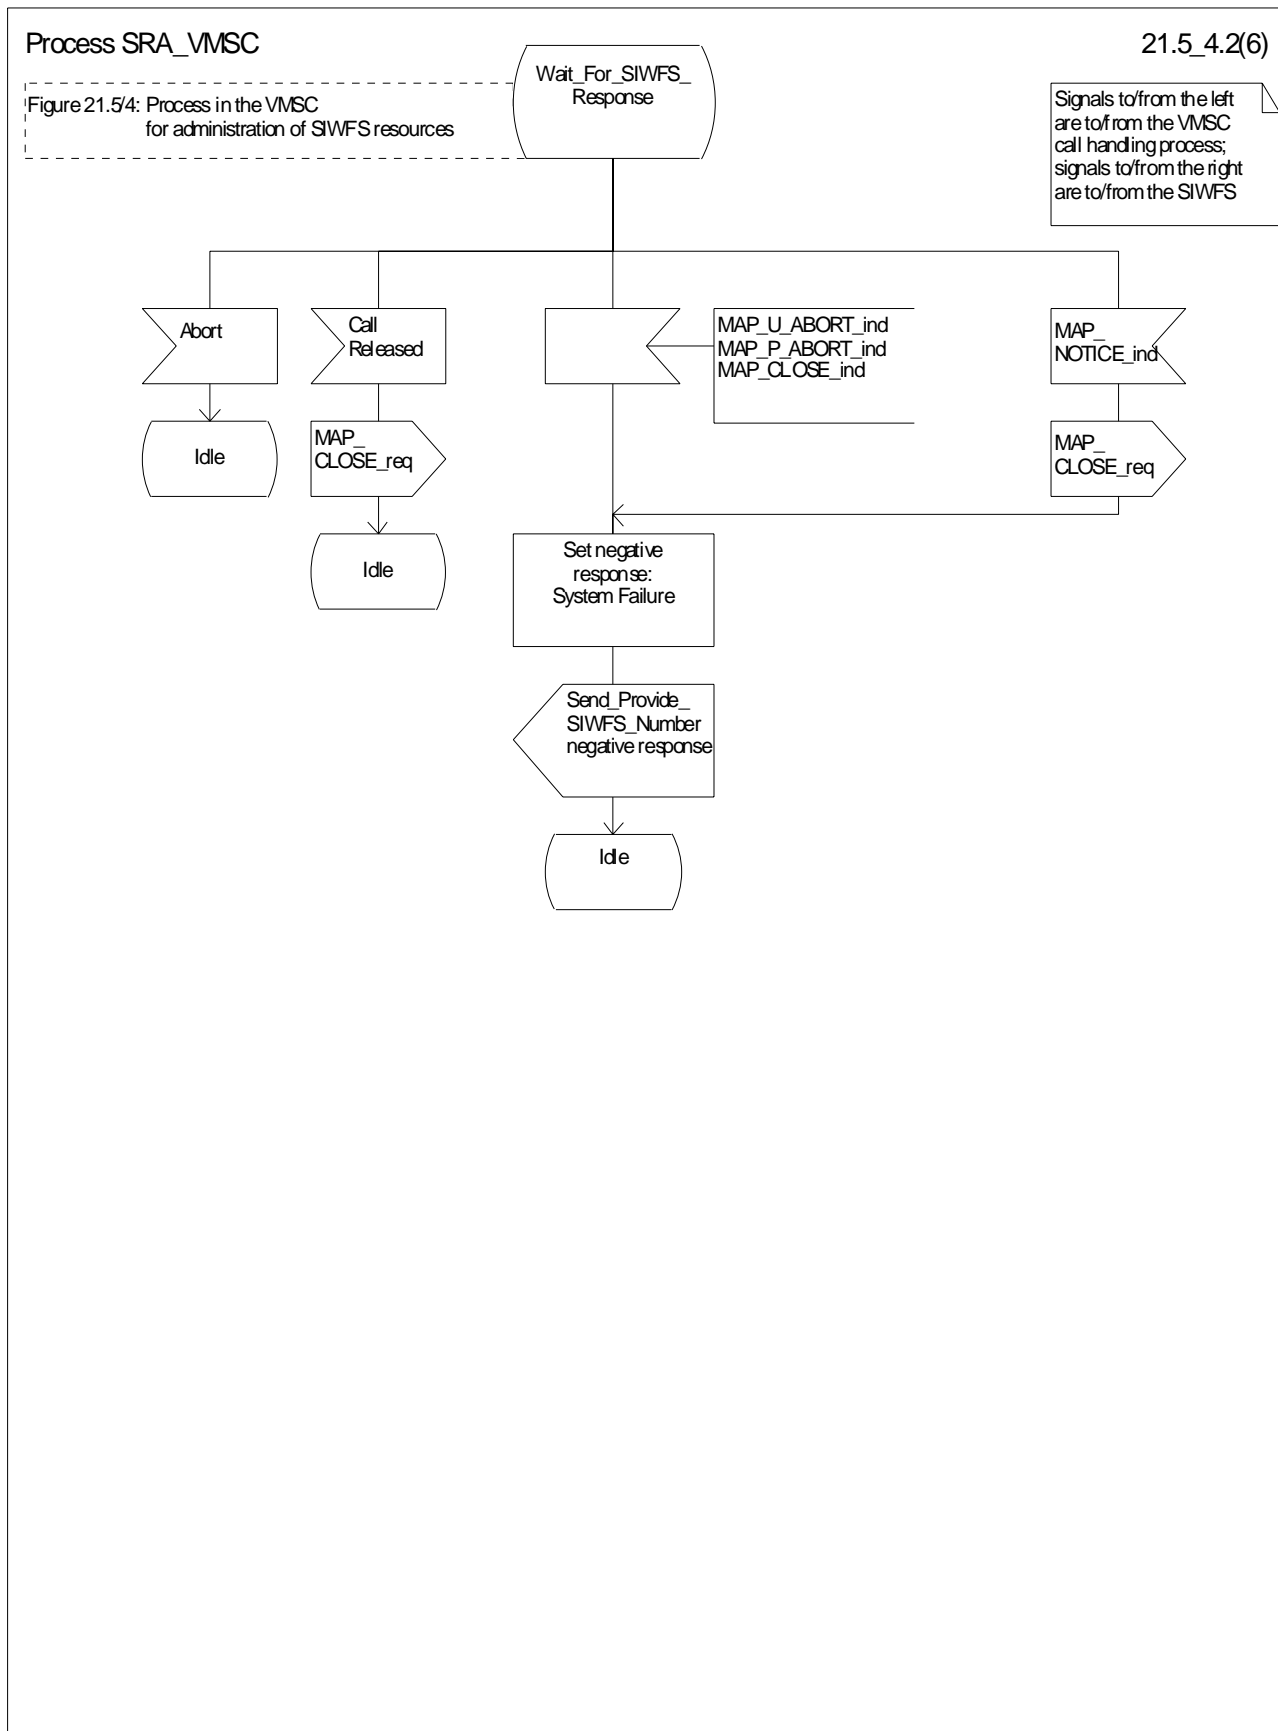 Process SRA_VMSC
21.5_4.2(6)
Figure 21.5/4: Process in the VMSC
for administration of SIWFS resources
Wait_For_SIWFS_
Response
Signals to/from the left
are to/from the VMSC
call handling process;
signals to/from the right
are to/from the SIWFS
Abort
Call
Released
MAP_U_ABORT_ind
MAP_P_ABORT_ind
MAP_CLOSE_ind
MAP_
NOTICE_ind
Idle
MAP_
CLOSE_req
MAP_
CLOSE_req
Idle
Set negative
response:
System Failure
Send_Provide_
SIWFS_Number
negative response
Idle